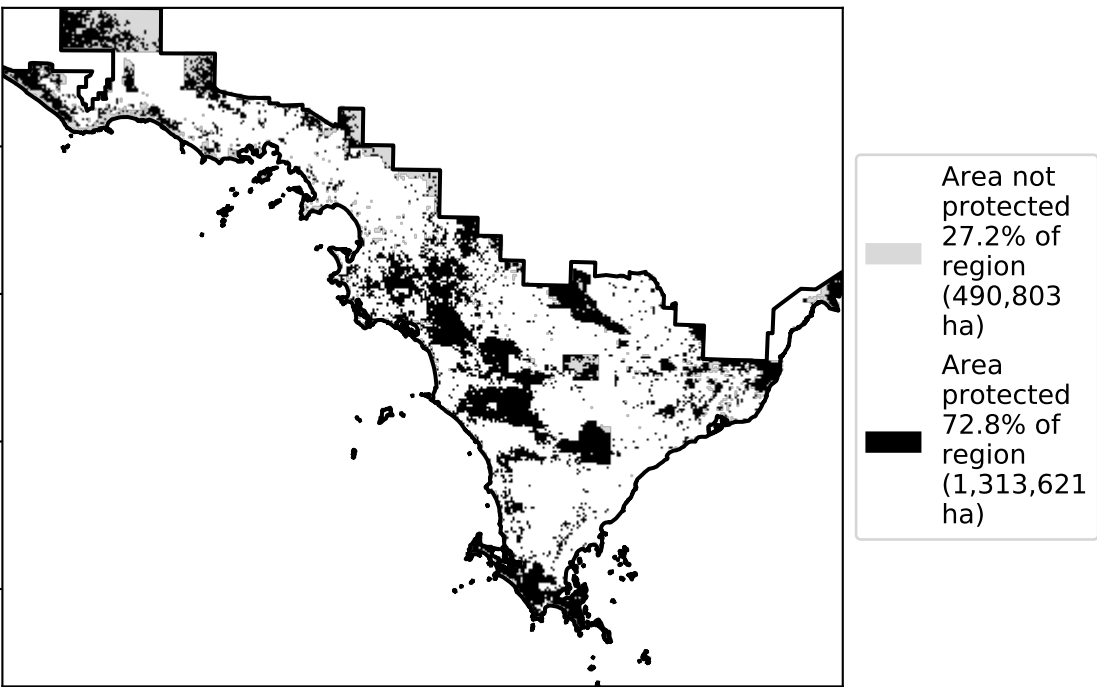 Area not
protected
27.2% of
region
(490,803
ha)
Area
protected
72.8% of
region
(1,313,621
ha)